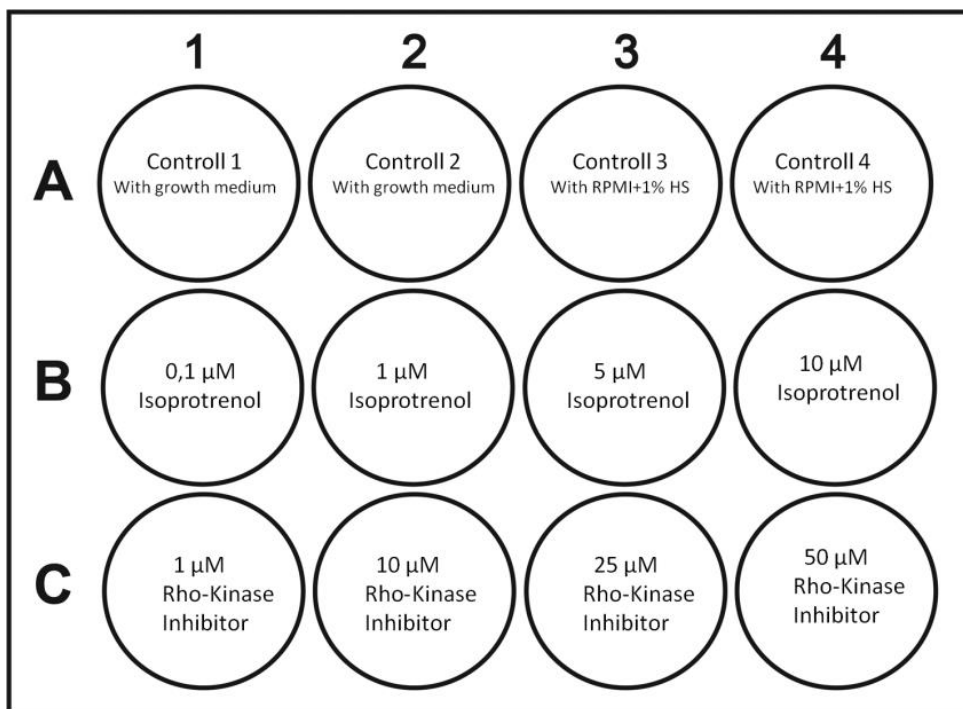 1 2 3 4
A
Controll 1
With growth medium
Controll 2
With growth medium
Controll 3
With RPMI+1% HS
Controll 4
With RPMI+1% HS
B
0,1 µM
Isoprotrenol
1 µM
Isoprotrenol
5 µM
Isoprotrenol
10 µM
Isoprotrenol
C
1 µM
Rho-Kinase
Inhibitor
10 µM
Rho-Kinase
Inhibitor
25 µM
Rho-Kinase
Inhibitor
50 µM
Rho-Kinase
Inhibitor